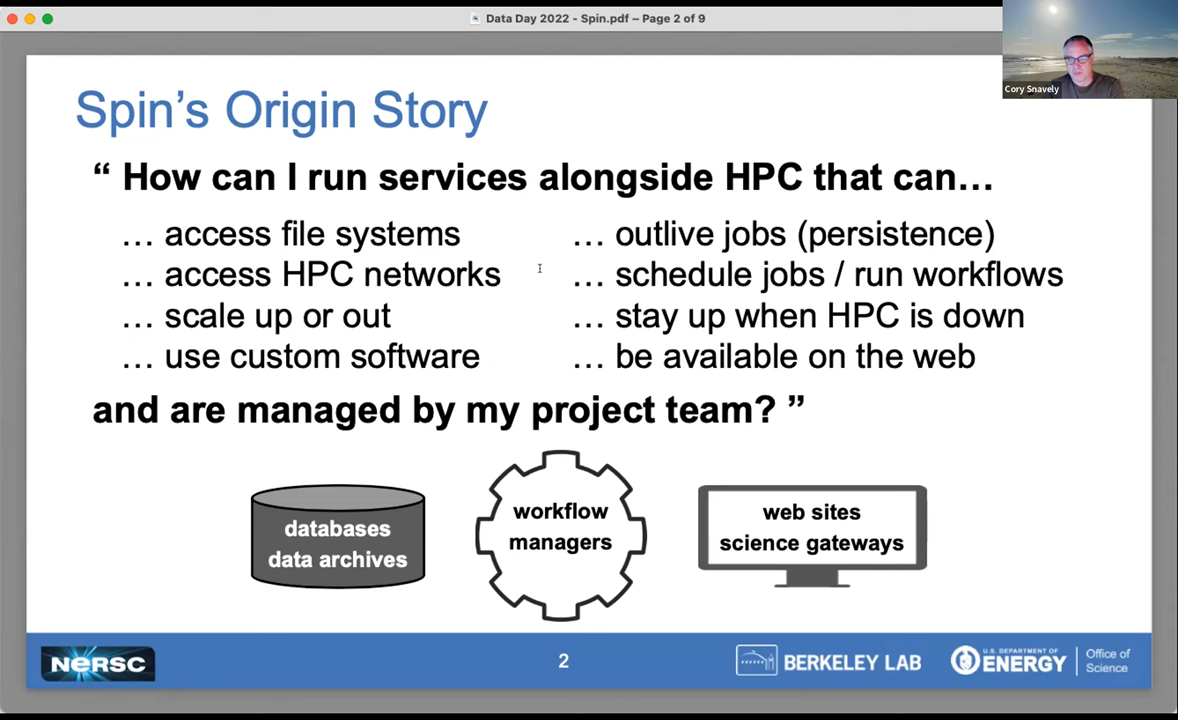 Data Day 2022 - Spin.pdf – Page 2 of 9
Cory Snavely
Spin's Origin Story
“ How can I run services alongside HPC that can…
… access file systems
… access HPC networks
… scale up or out
… use custom software
… outlive jobs (persistence)
… schedule jobs / run workflows
… stay up when HPC is down
… be available on the web
and are managed by my project team? ”
databases
data archives
workflow
managers
web sites
science gateways
NERSC
2
BERKELEY LAB
U.S. DEPARTMENT OF
ENERGY
Office of
Science